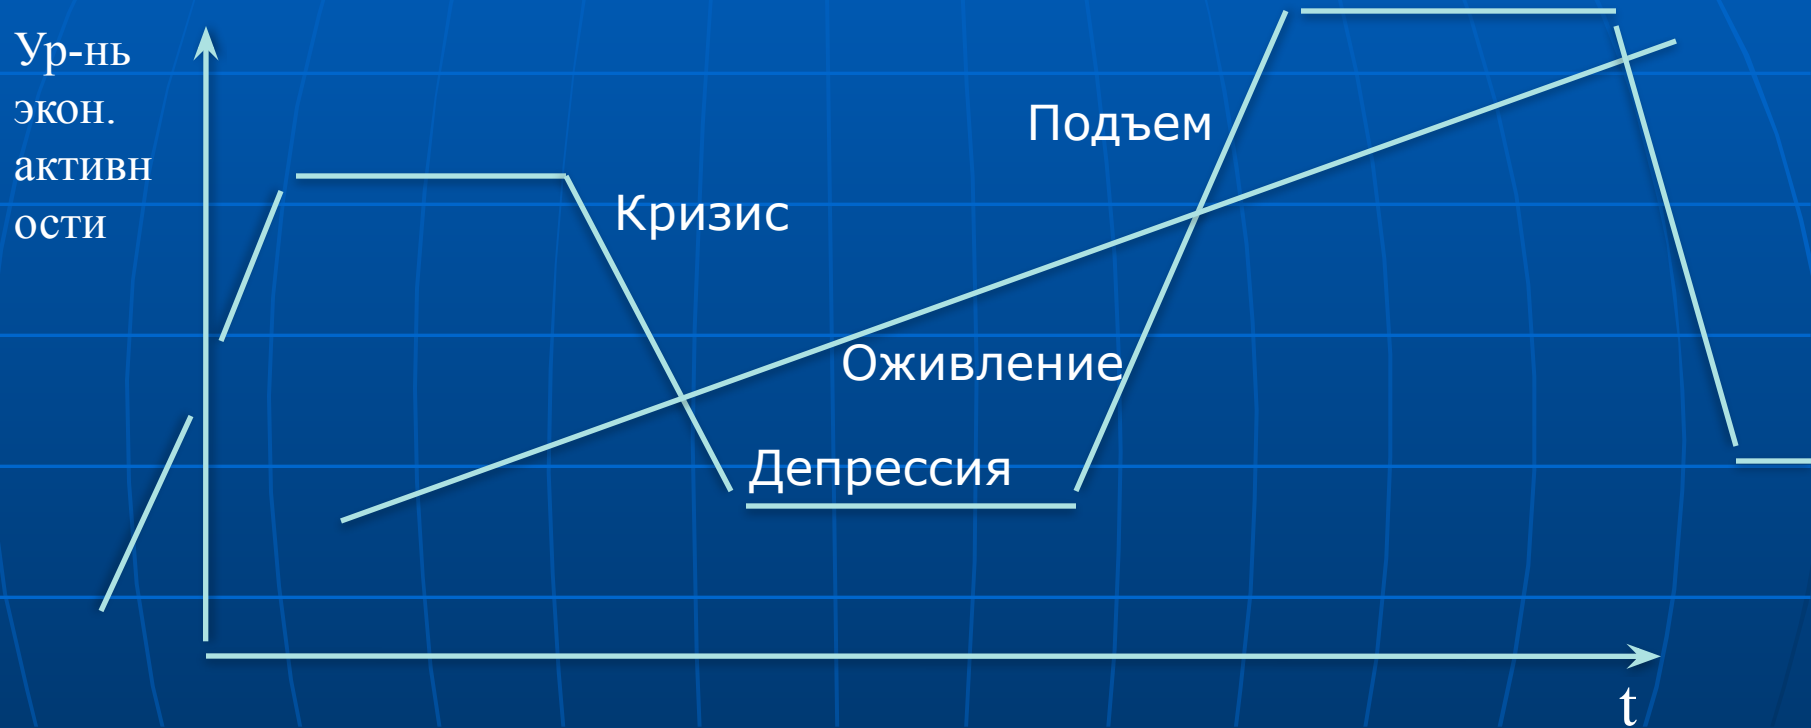 Ур-нь
экон.
активн
ости
Подъем
Кризис
Оживление
Депрессия
t